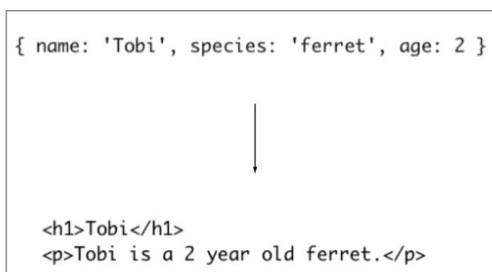 { name: 'Tobi', species: 'ferret', age: 2 }
<h1>Tobi</h1>
<p>Tobi is a 2 year old ferret.</p>